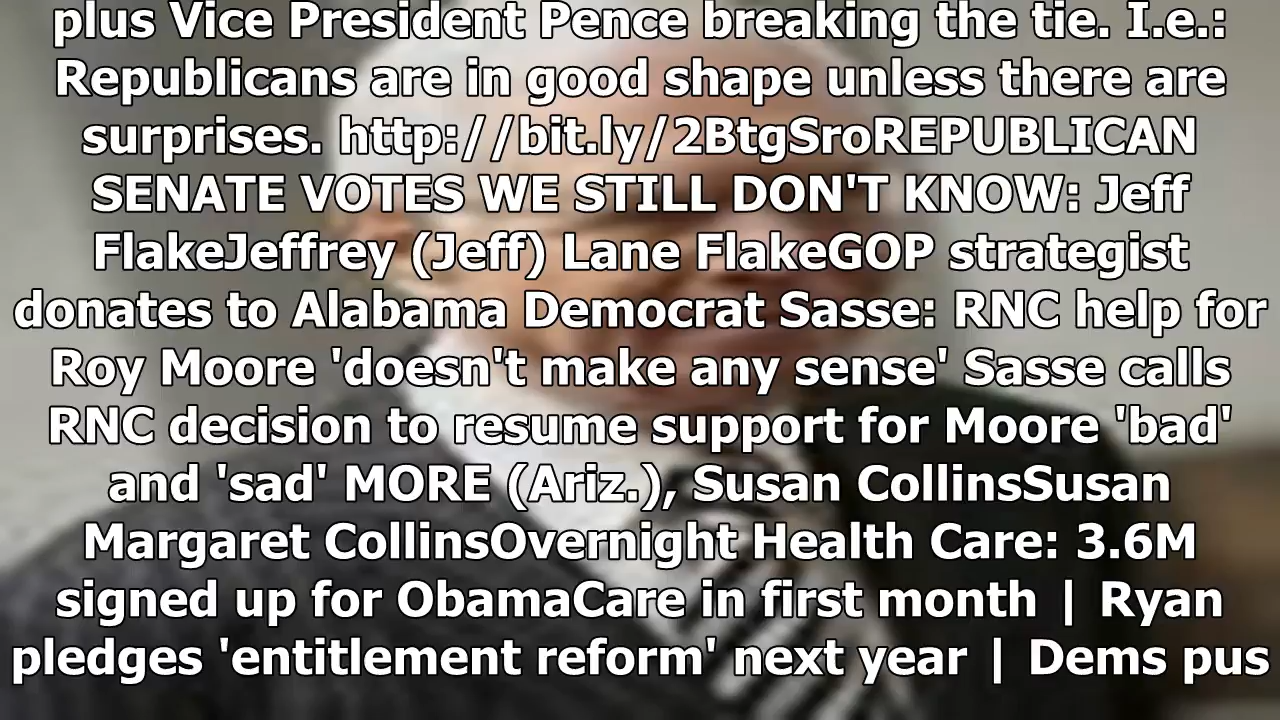 plus Vice President Pence breaking the tie. I.e.:
Republicans are in good shape unless there are
surprises. http://bit.ly/2BtgSroREPUBLICAN
SENATE VOTES WE STILL DON'T KNOW: Jeff
FlakeJeffrey (Jeff) Lane FlakeGOP strategist
donates to Alabama Democrat Sasse: RNC help for
Roy Moore 'doesn't make any sense' Sasse calls
RNC decision to resume support for Moore 'bad'
and 'sad' MORE (Ariz.), Susan CollinsSusan
Margaret CollinsOvernight Health Care: 3.6M
signed up for ObamaCare in first month | Ryan
pledges 'entitlement reform' next year | Dems pus